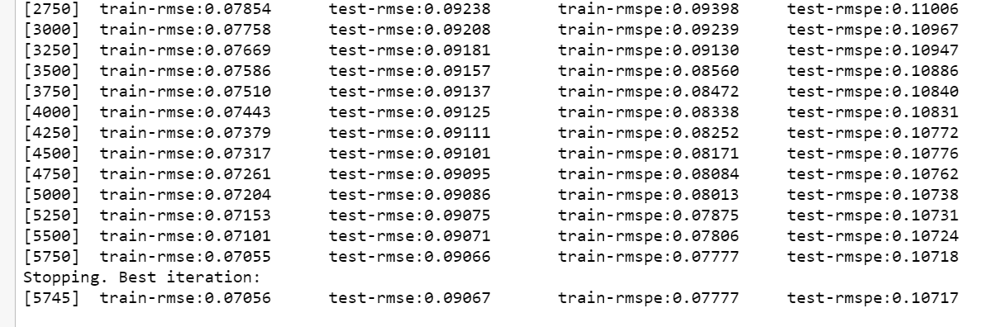 [2750] train-rmse:0.07854 test-rmse:0.09238 train-rmspe:0.09398 test-rmspe:0.11006
[3000] train-rmse:0.07758 test-rmse:0.09208 train-rmspe:0.09239 test-rmspe:0.10967
[3250] train-rmse:0.07669 test-rmse:0.09181 train-rmspe:0.09130 test-rmspe:0.10947
[3500] train-rmse:0.07586 test-rmse:0.09157 train-rmspe:0.08560 test-rmspe:0.10886
[3750] train-rmse:0.07510 test-rmse:0.09137 train-rmspe:0.08472 test-rmspe:0.10840
[4000] train-rmse:0.07443 test-rmse:0.09125 train-rmspe:0.08338 test-rmspe:0.10831
[4250] train-rmse:0.07379 test-rmse:0.09111 train-rmspe:0.08252 test-rmspe:0.10772
[4500] train-rmse:0.07317 test-rmse:0.09101 train-rmspe:0.08171 test-rmspe:0.10776
[4750] train-rmse:0.07261 test-rmse:0.09095 train-rmspe:0.08084 test-rmspe:0.10762
[5000] train-rmse:0.07204 test-rmse:0.09086 train-rmspe:0.08013 test-rmspe:0.10738
[5250] train-rmse:0.07153 test-rmse:0.09075 train-rmspe:0.07875 test-rmspe:0.10731
[5500] train-rmse:0.07101 test-rmse:0.09071 train-rmspe:0.07806 test-rmspe:0.10724
[5750] train-rmse:0.07055 test-rmse:0.09066 train-rmspe:0.07777 test-rmspe:0.10718
Stopping. Best iteration:
[5745] train-rmse:0.07056 test-rmse:0.09067 train-rmspe:0.07777 test-rmspe:0.10717